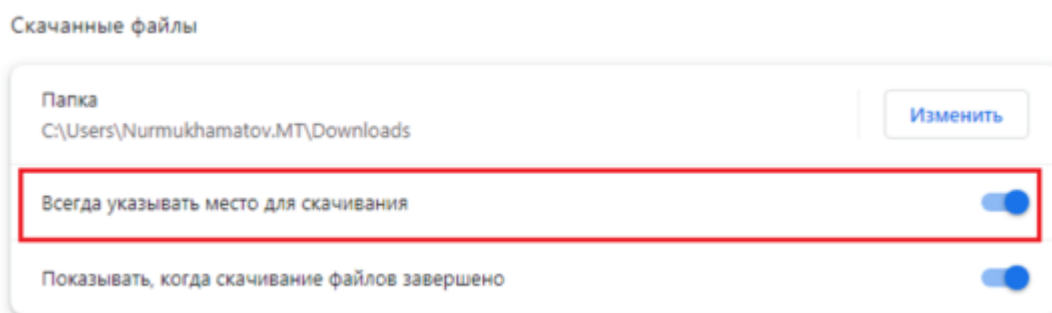 Скачанные файлы
Папка
C:\Users\Nurmukhamatov.MT\Downloads
Изменить
Всегда указывать место для скачивания
Показывать, когда скачивание файлов завершено